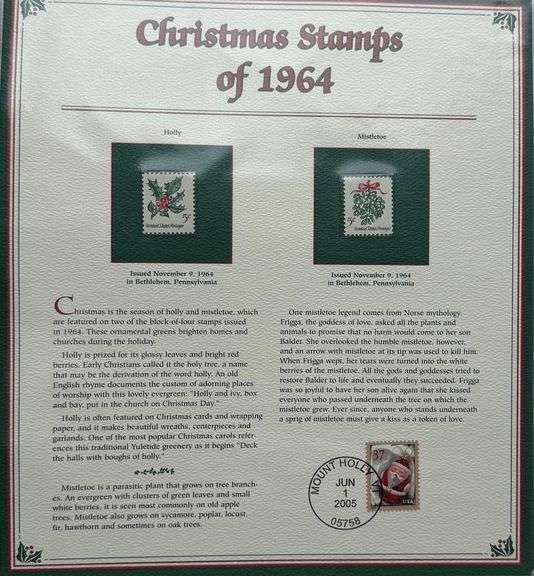 Christmas Stamps
of 1964
Holly
Mistletoe
5¢
United States Postage
5¢
United States Postage
Issued November 9, 1964
in Bethlehem, Pennsylvania
Issued November 9, 1964
in Bethlehem, Pennsylvania
Christmas is the season of holly and mistletoe, which
are featured on two of the block-of-four stamps issued
in 1964. These ornamental greens brighten homes and
churches during the holiday.
Holly is prized for its glossy leaves and bright red
berries. Early Christians called it the holy tree, a name
that may be the derivation of the word holly. An old
English rhyme documents the custom of adorning places
of worship with this lovely evergreen: "Holly and ivy, box
and bay, put in the church on Christmas Day."
Holly is often featured on Christmas cards and wrapping
paper, and it makes beautiful wreaths, centerpieces and
garlands. One of the most popular Christmas carols refer-
ences this traditional Yuletide greenery as it begins "Deck
the halls with boughs of holly."
Mistletoe is a parasitic plant that grows on tree branch-
es. An evergreen with clusters of green leaves and small
white berries, it is seen most commonly on old apple
trees. Mistletoe also grows on sycamore, poplar, locust,
fir, hawthorn and sometimes on oak trees.
One mistletoe legend comes from Norse mythology.
Frigga, the goddess of love, asked all the plants and
animals to promise that no harm would come to her son
Balder. She overlooked the humble mistletoe, however,
and an arrow with mistletoe at its tip was used to kill him.
When Frigga wept, her tears were turned into the white
berries of the mistletoe. All the gods and goddesses tried to
restore Balder to life and eventually they succeeded. Frigga
was so joyful to have her son alive again that she kissed
everyone who passed underneath the tree on which the
mistletoe grew. Ever since, anyone who stands underneath
a sprig of mistletoe must give a kiss as a token of love.
MOUNT HOLLY VT
JUN
1
2005
05758
37
USA